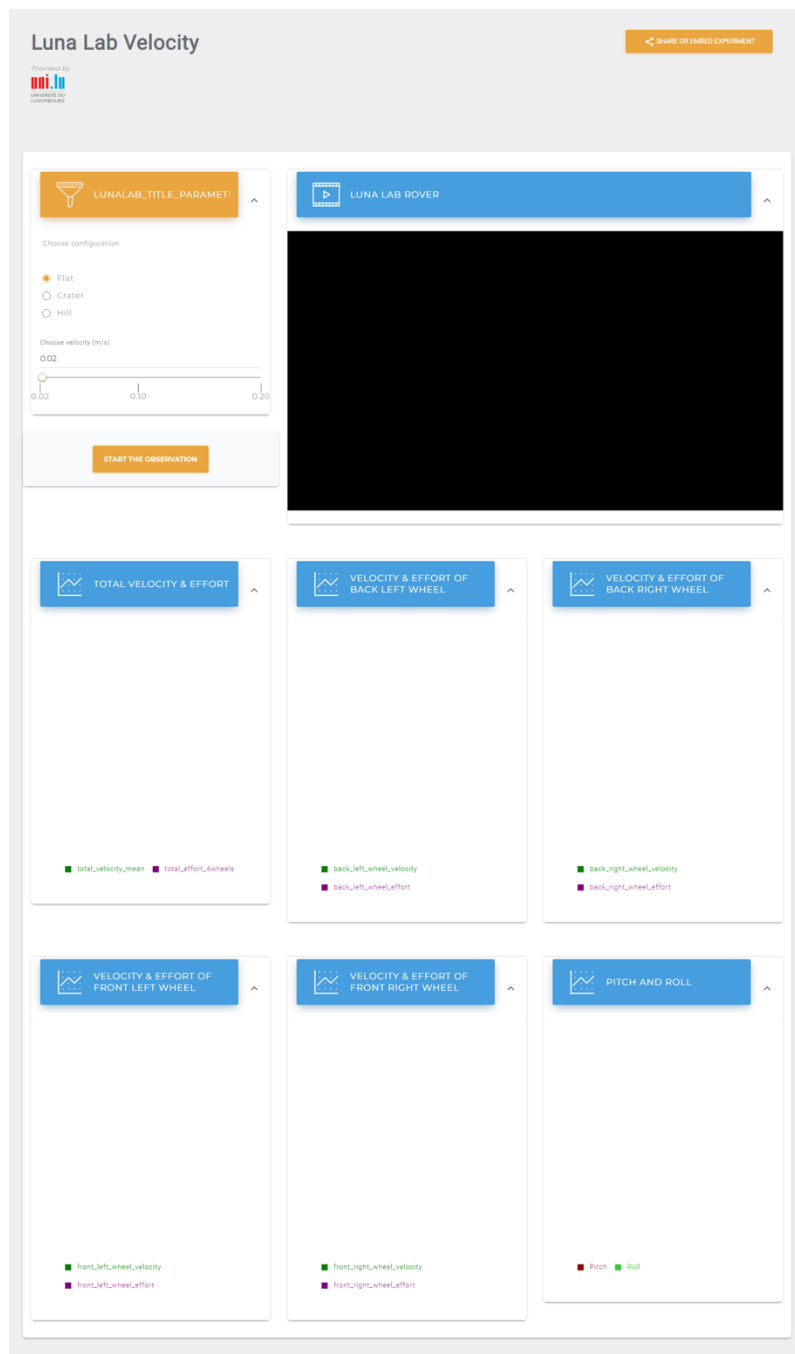 Luna Lab Velocity
SHARE OR EMBED EXPERIMENT
Provided by
uni.lu
UNIVERSITÉ DU
LUXEMBOURG
LUNALAB_TITLE_PARAMET
LUNA LAB ROVER
Choose configuration
Flat
Crater
Hill
Choose velocity (m/s)
0.02
0.02 0.10 0.20
START THE OBSERVATION
TOTAL VELOCITY & EFFORT
VELOCITY & EFFORT OF
BACK LEFT WHEEL
VELOCITY & EFFORT OF
BACK RIGHT WHEEL
total_velocity_mean total_effort_4wheels
back_left_wheel_velocity
back_left_wheel_effort
back_right_wheel_velocity
back_right_wheel_effort
VELOCITY & EFFORT OF
FRONT LEFT WHEEL
VELOCITY & EFFORT OF
FRONT RIGHT WHEEL
PITCH AND ROLL
front_left_wheel_velocity
front_left_wheel_effort
front_right_wheel_velocity
front_right_wheel_effort
Pitch Roll